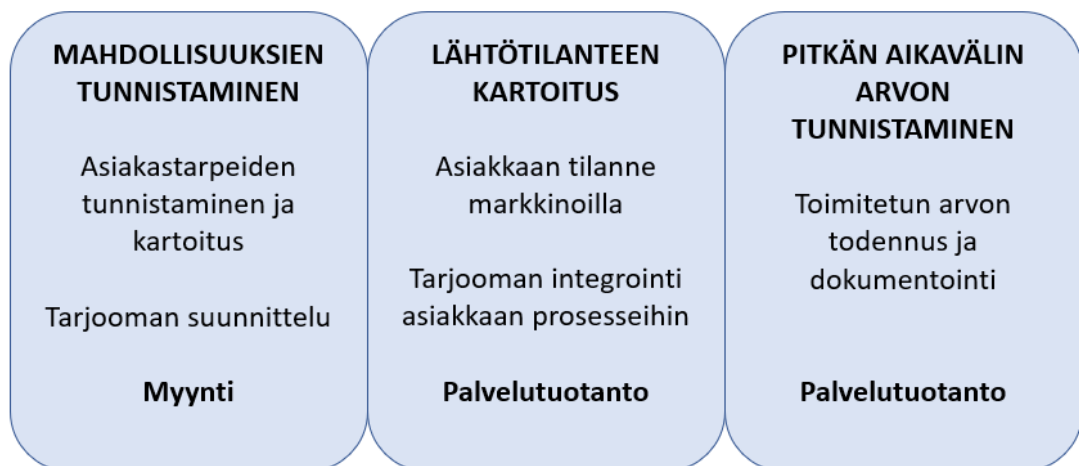 MAHDOLLISUUKSIEN
TUNNISTAMINEN
Asiakastarpeiden
tunnistaminen ja
kartoitus
Tarjooman suunnittelu
Myynti
LÄHTÖTILANTEEN
KARTOITUS
Asiakkaan tilanne
markkinoilla
Tarjooman integrointi
asiakkaan prosesseihin
Palvelutuotanto
PITKÄN AIKAVÄLIN
ARVON
TUNNISTAMINEN
Toimitetun arvon
todennus ja
dokumentointi
Palvelutuotanto